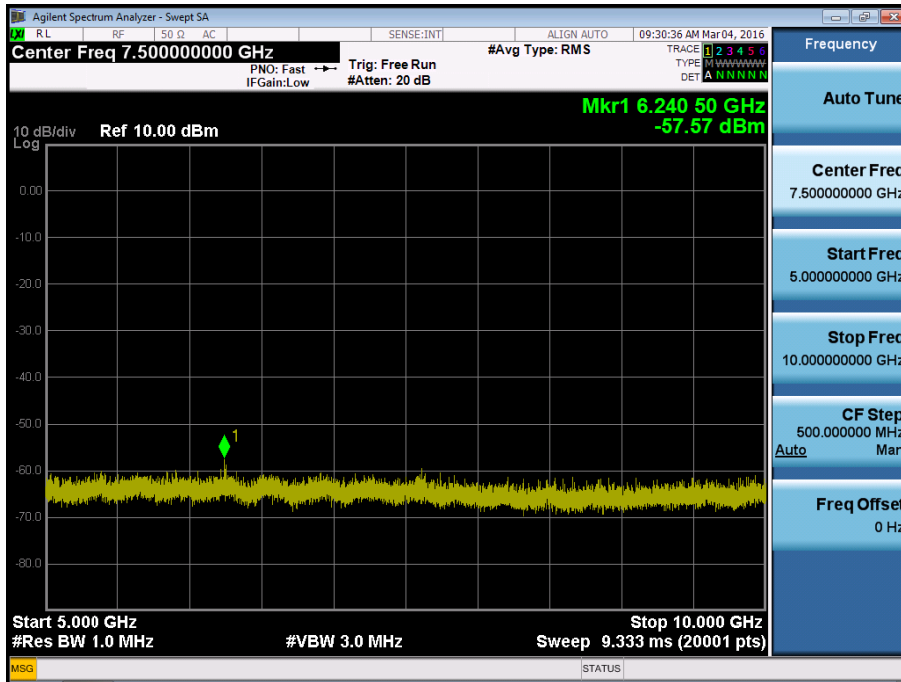 Agilent Spectrum Analyzer - Swept SA
LXI RL RF 50 Ω AC SENSE:INT ALIGN AUTO 09:30:36 AM Mar 04, 2016
Center Freq 7.500000000 GHz #Avg Type: RMS TRACE 1 2 3 4 5 6
PNO: Fast Trig: Free Run TYPE M WWWWW
IFGain:Low #Atten: 20 dB DET A N N N N N
Mkr1 6.240 50 GHz
-57.57 dBm
10 dB/div Ref 10.00 dBm
Log
0.00
-10.0
-20.0
-30.0
-40.0
-50.0
1
-60.0
-70.0
-80.0
Start 5.000 GHz Stop 10.000 GHz
#Res BW 1.0 MHz #VBW 3.0 MHz Sweep 9.333 ms (20001 pts)
MSG STATUS
Frequency
Auto Tune
Center Freq
7.500000000 GHz
Start Freq
5.000000000 GHz
Stop Freq
10.000000000 GHz
CF Step
500.000000 MHz
Auto Man
Freq Offset
0 Hz